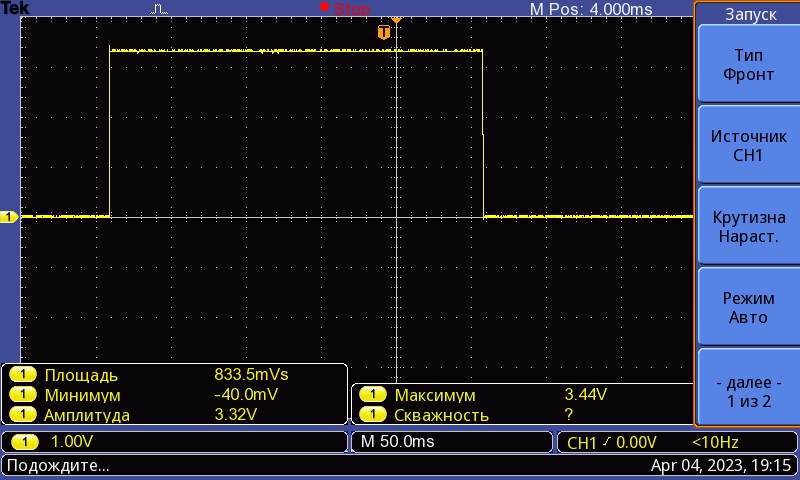 Tek
Stop
M Pos: 4.000ms
T
1
Запуск
Тип
Фронт
Источник
CH1
Крутизна
Нараст.
Режим
Авто
- далее -
1 из 2
1 Площадь 833.5mVs
1 Минимум -40.0mV
1 Амплитуда 3.32V
1 Максимум 3.44V
1 Скважность ?
1 1.00V
M 50.0ms
CH1 0.00V <10Hz
Подождите...
Apr 04, 2023, 19:15